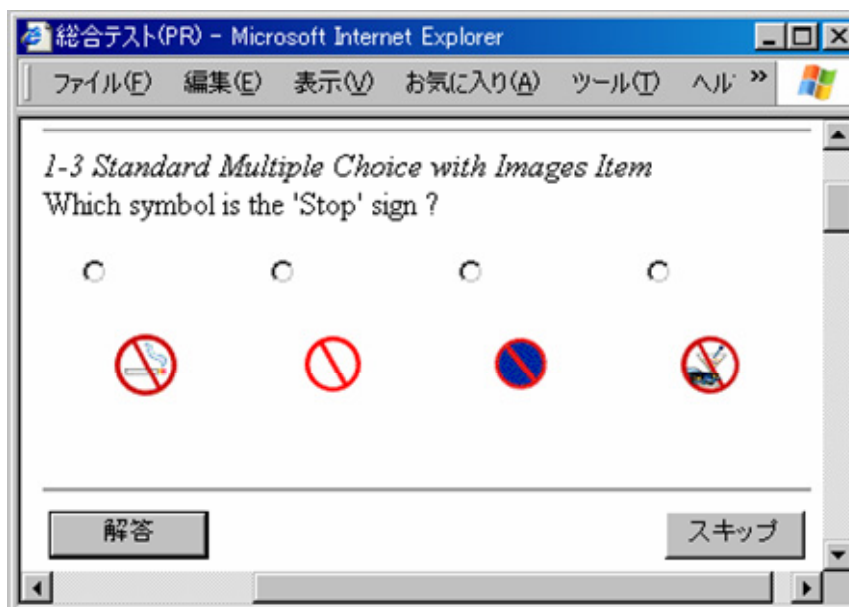 総合テスト(PR) - Microsoft Internet Explorer
ファイル(F) 編集(E) 表示(V) お気に入り(A) ツール(T) ヘル »
1-3 Standard Multiple Choice with Images Item
Which symbol is the 'Stop' sign ?
解答 スキップ